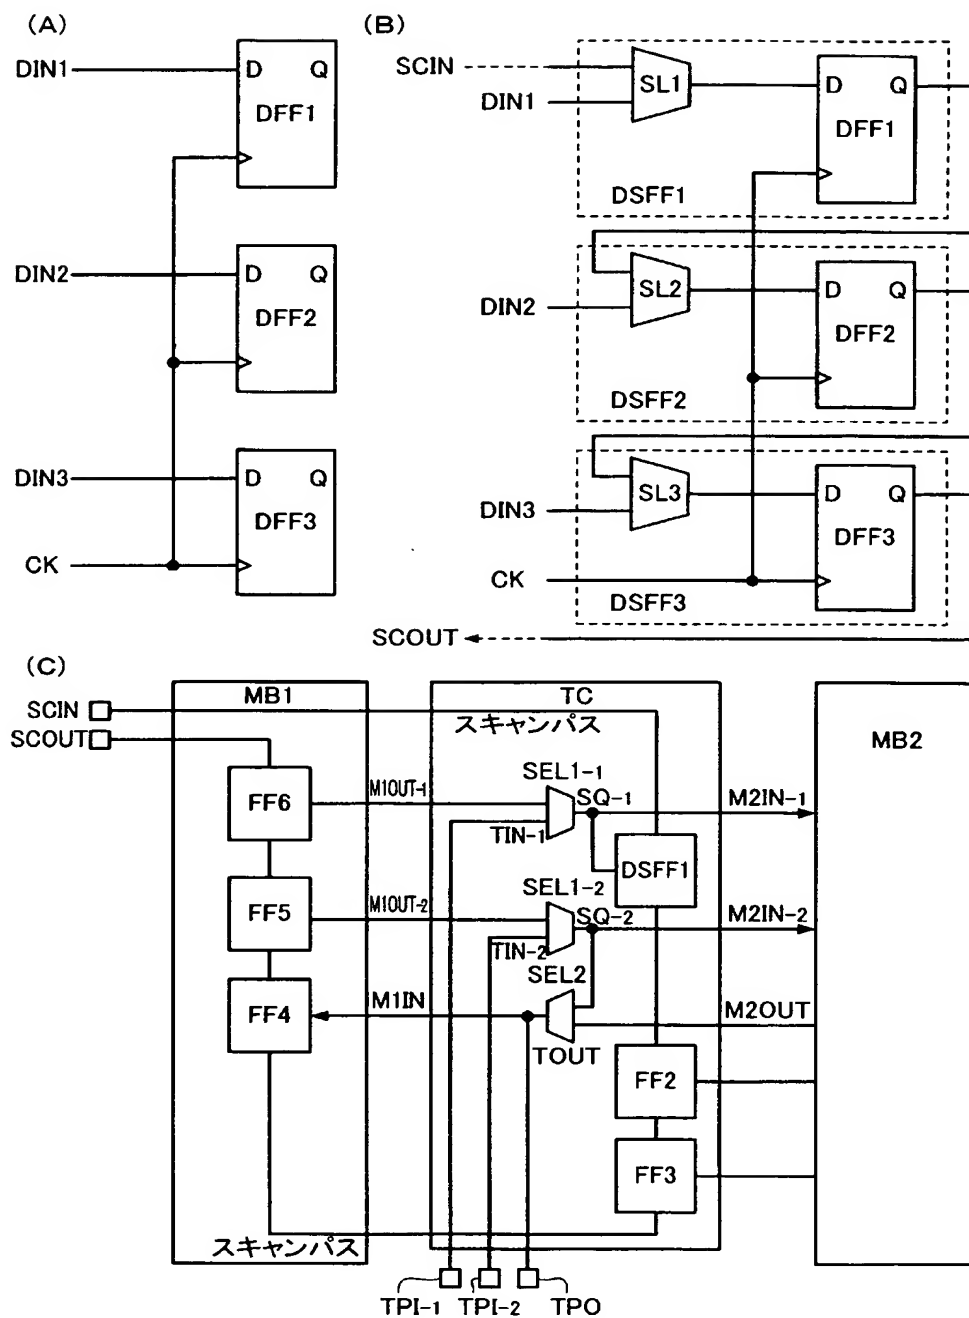 (A)
DIN1
D Q
DFF1
DIN2
D Q
DFF2
DIN3
D Q
DFF3
CK
(B)
SCIN
DIN1
SL1
D Q
DFF1
DSFF1
DIN2
SL2
D Q
DFF2
DSFF2
DIN3
SL3
D Q
DFF3
CK
DSFF3
SCOUT
(C)
MB1
TC
SCIN
スキャンパス
SCOUT
MB2
SEL1-1
FF6
M1OUT-1
SQ-1
M2IN-1
TIN-1
DSFF1
SEL1-2
FF5
M1OUT-2
SQ-2
M2IN-2
TIN-2
SEL2
FF4
M1IN
M2OUT
TOUT
FF2
FF3
スキャンパス
TPI-1
TPI-2
TPO